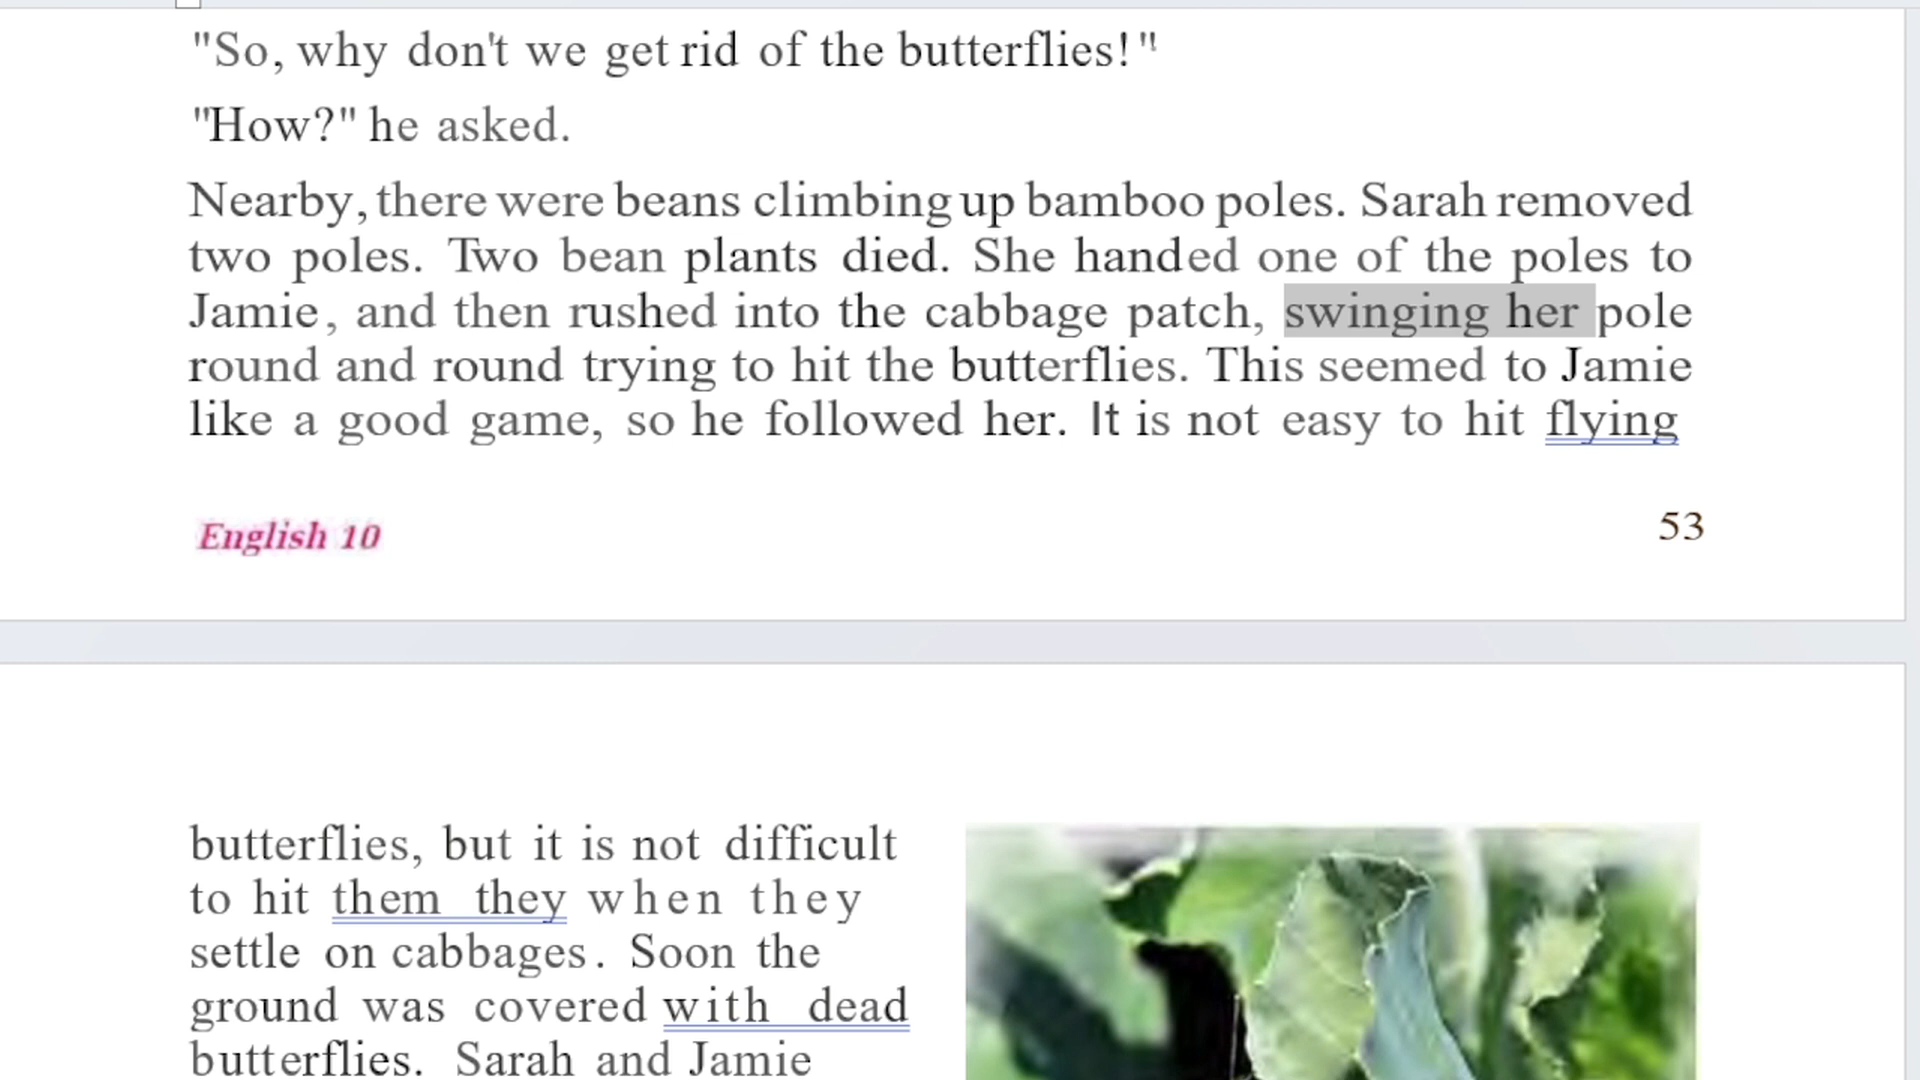 "So, why don't we get rid of the butterflies!"
"How?" he asked.
Nearby, there were beans climbing up bamboo poles. Sarah removed
two poles. Two bean plants died. She handed one of the poles to
Jamie, and then rushed into the cabbage patch, swinging her pole
round and round trying to hit the butterflies. This seemed to Jamie
like a good game, so he followed her. It is not easy to hit flying
English 10
53
butterflies, but it is not difficult
to hit them they when they
settle on cabbages. Soon the
ground was covered with dead
butterflies. Sarah and Jamie